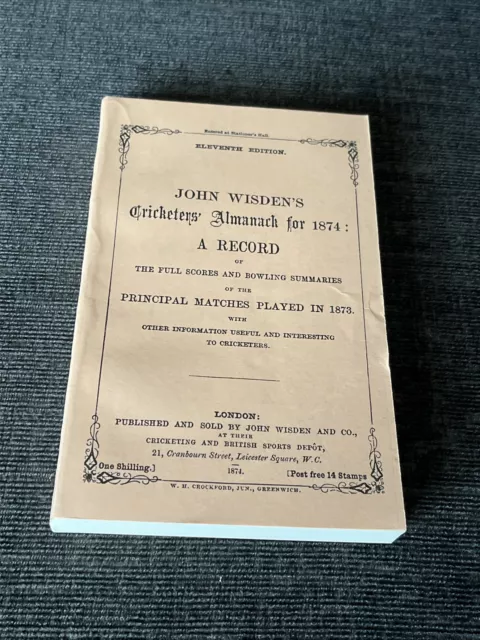 Entered at Stationer's Hall.
ELEVENTH EDITION.
JOHN WISDEN'S
Cricketers' Almanack for 1874:
A RECORD
OF
THE FULL SCORES AND BOWLING SUMMARIES
OF THE
PRINCIPAL MATCHES PLAYED IN 1873.
WITH
OTHER INFORMATION USEFUL AND INTERESTING
TO CRICKETERS.
LONDON:
PUBLISHED AND SOLD BY JOHN WISDEN AND CO.,
AT THEIR
CRICKETING AND BRITISH SPORTS DEPÔT,
21, Cranbourn Street, Leicester Square, W.C.
1874.
One Shilling.] [Post free 14 Stamps
W. H. CROCKFORD, JUN., GREENWICH.